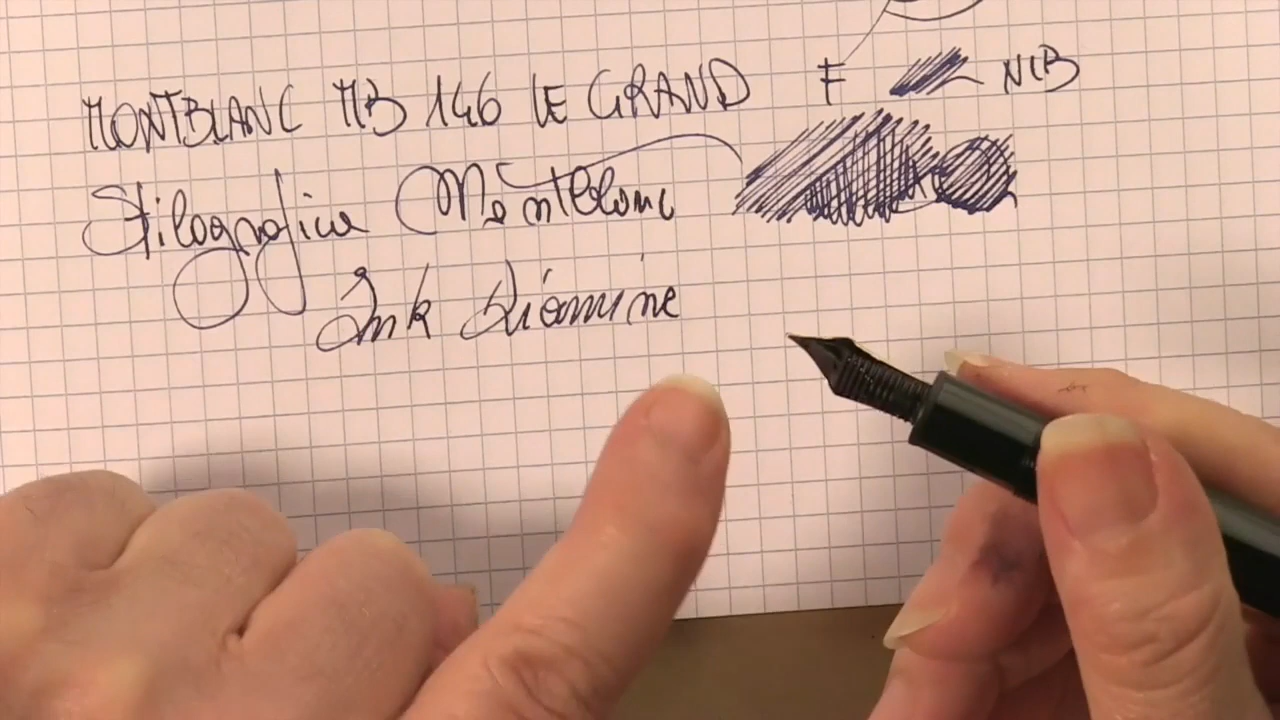 MONTBLANC MB 146 LE GRAND F NIB
Stilografica Montblanc
Ink Diamine